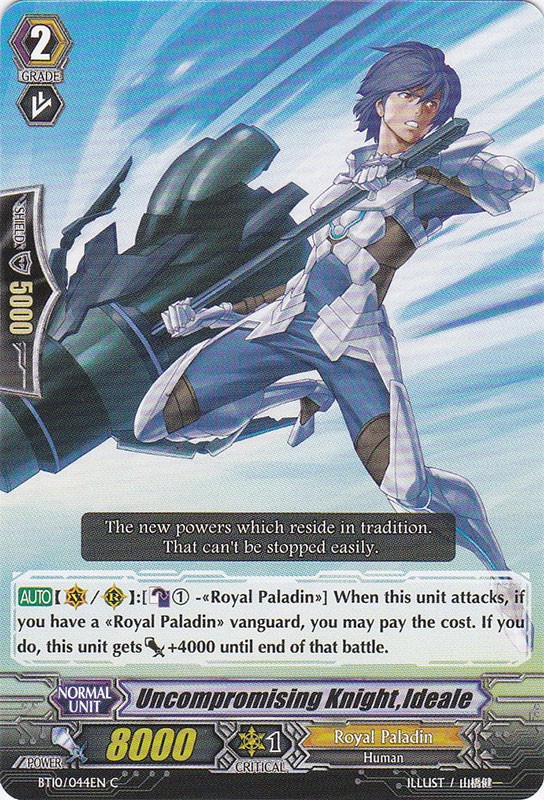 2
GRADE
SHIELD
5000
The new powers which reside in tradition.
That can't be stopped easily.
AUTO【V/R】:[① -«Royal Paladin»] When this unit attacks, if
you have a «Royal Paladin» vanguard, you may pay the cost. If you
do, this unit gets +4000 until end of that battle.
NORMAL
UNIT
Uncompromising Knight,Ideale
POWER
8000
1
CRITICAL
Royal Paladin
Human
BT10/044EN C
ILLUST / 山橋健一